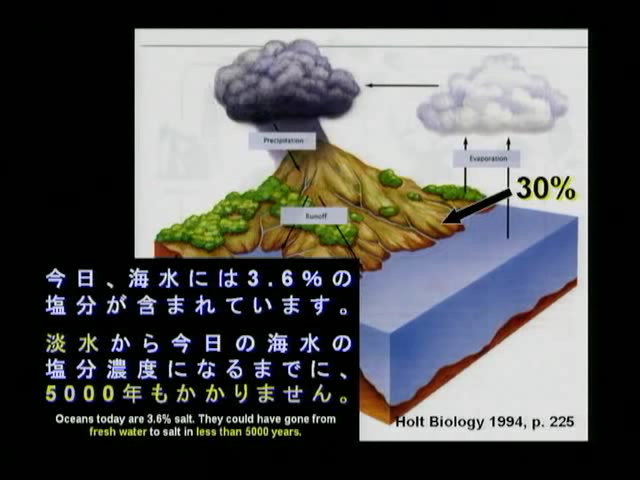 Precipitation
Evaporation
30%
Runoff
今日、海水には3.6%の
塩分が含まれています。
淡水から今日の海水の
塩分濃度になるまでに、
5000年もかかりません。
Oceans today are 3.6% salt. They could have gone from
fresh water to salt in less than 5000 years.
Holt Biology 1994, p. 225